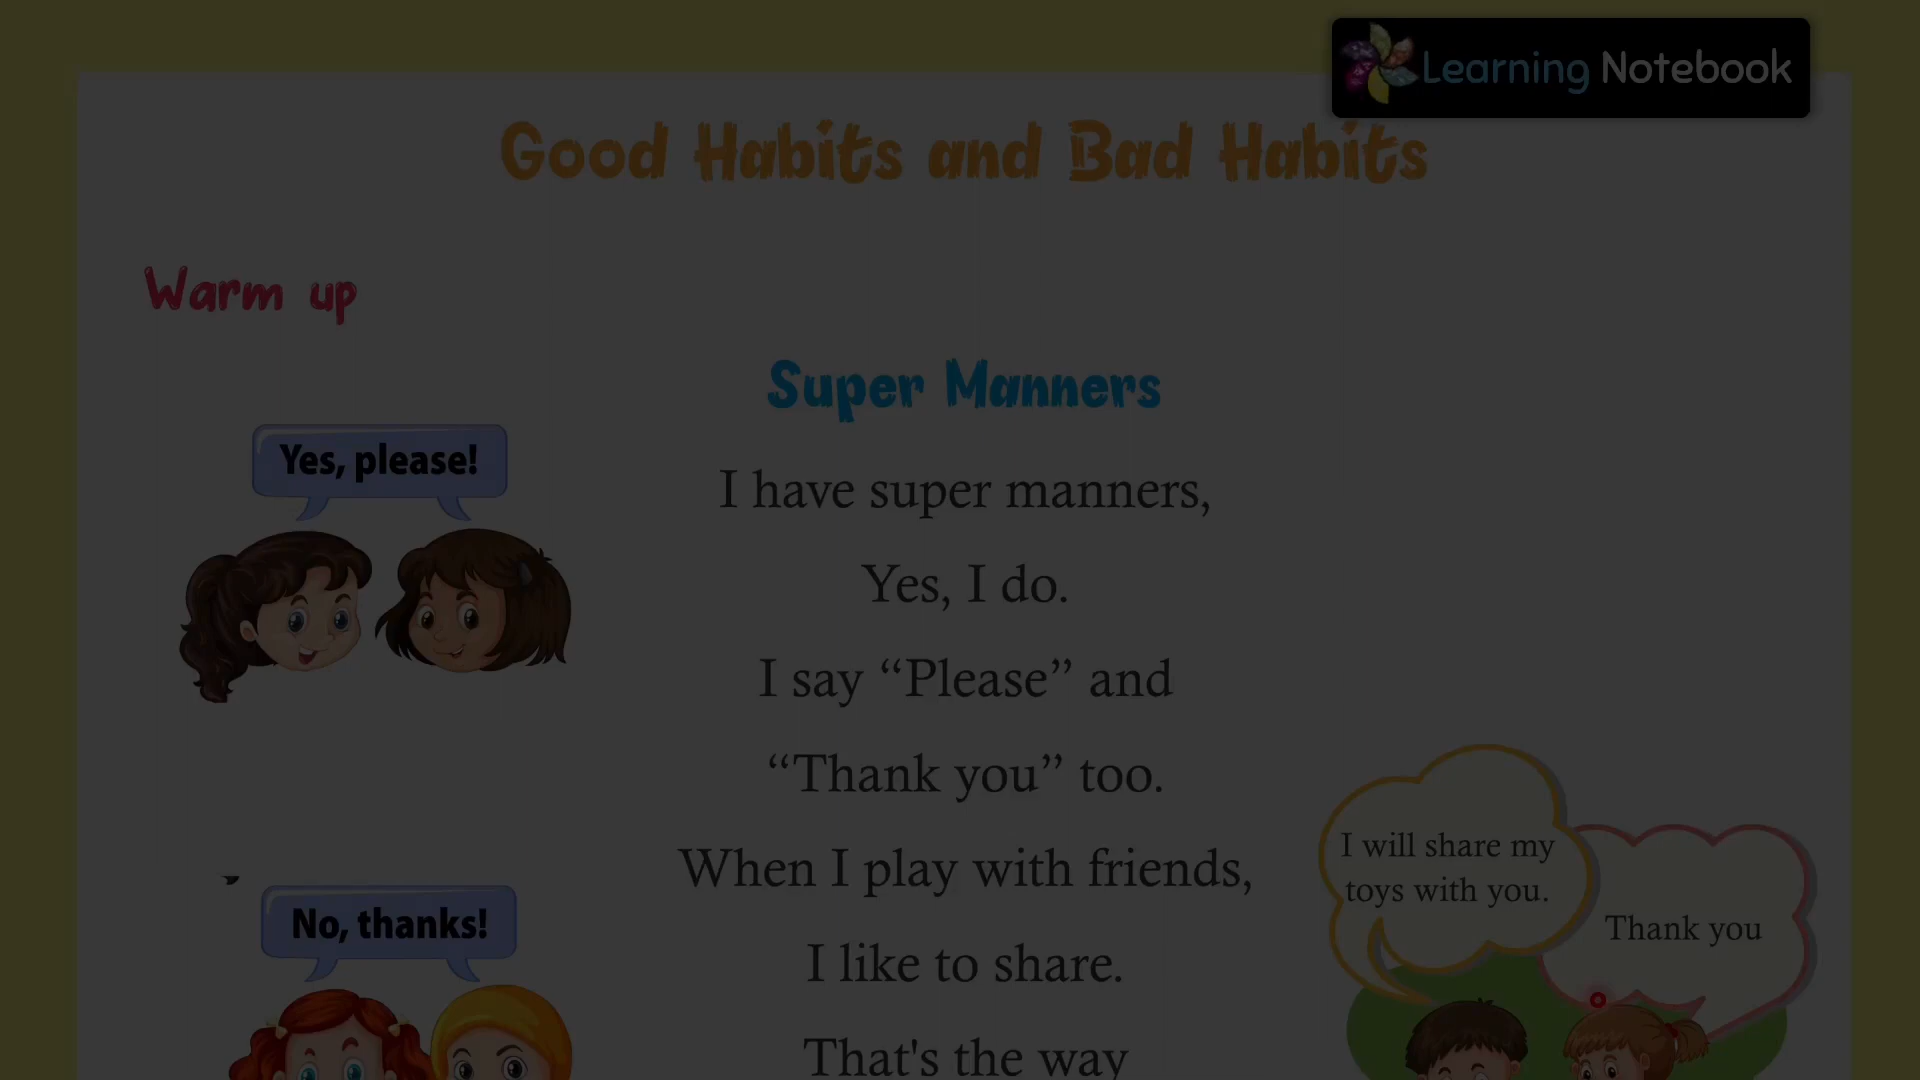 Learning Notebook
Good Habits and Bad Habits
Warm up
Super Manners
Yes, please!
I have super manners,
Yes, I do.
I say “Please” and
“Thank you” too.
When I play with friends,
I will share my
toys with you.
Thank you
No, thanks!
I like to share.
That's the way